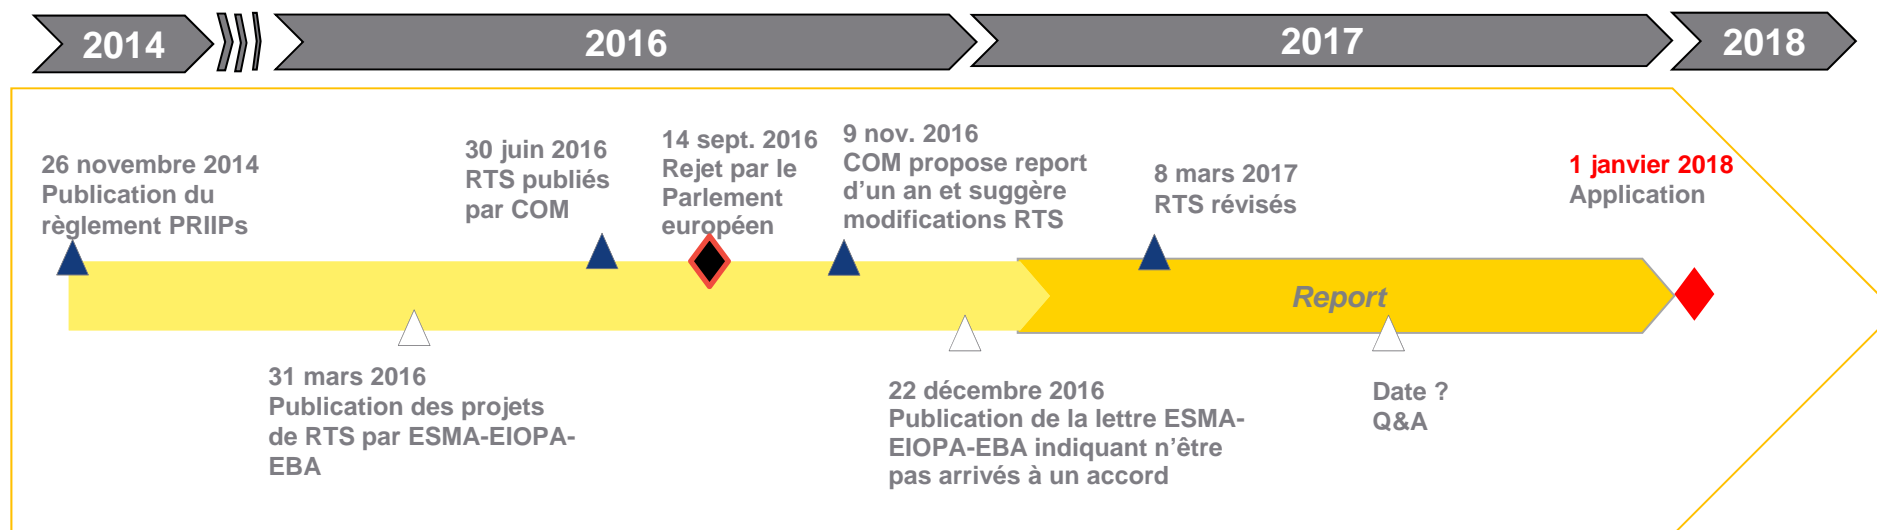 2014
2016
2017
2018
26 novembre 2014
Publication du
règlement PRIIPs
30 juin 2016
RTS publiés
par COM
14 sept. 2016
Rejet par le
Parlement
européen
9 nov. 2016
COM propose report
d’un an et suggère
modifications RTS
8 mars 2017
RTS révisés
1 janvier 2018
Application
Report
31 mars 2016
Publication des projets
de RTS par ESMA-EIOPA-
EBA
22 décembre 2016
Publication de la lettre ESMA-
EIOPA-EBA indiquant n’être
pas arrivés à un accord
Date ?
Q&A